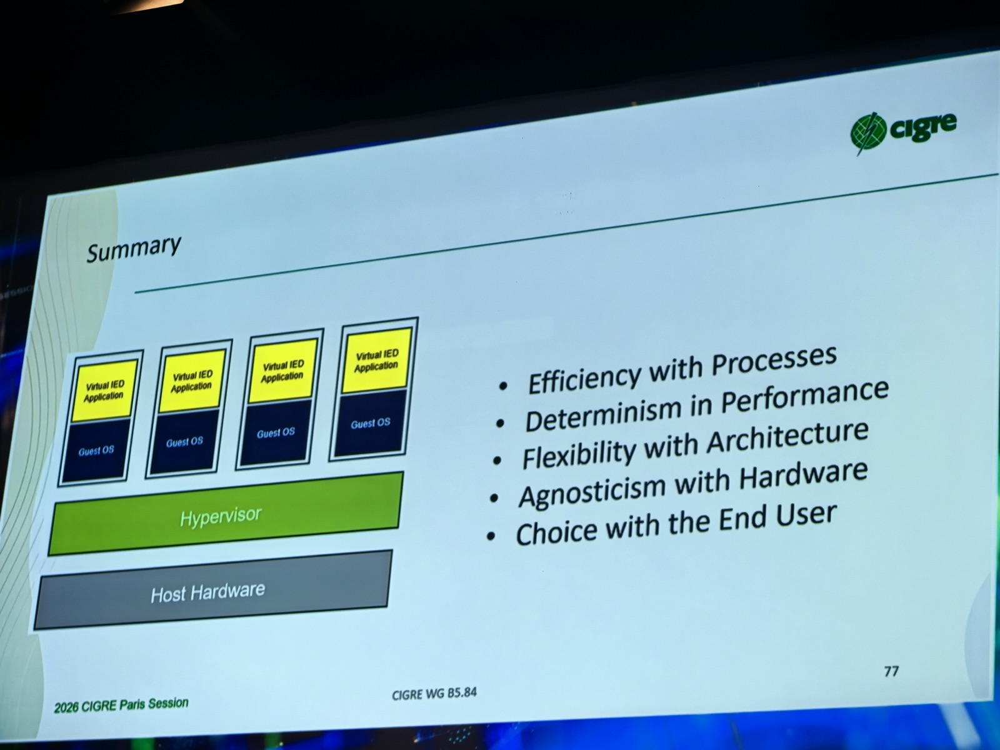 cigre
Summary
Virtual IED
Application
Guest OS
Virtual IED
Application
Guest OS
Virtual IED
Application
Guest OS
Virtual IED
Application
Guest OS
Hypervisor
Host Hardware
• Efficiency with Processes
• Determinism in Performance
• Flexibility with Architecture
• Agnosticism with Hardware
• Choice with the End User
77
2026 CIGRE Paris Session
CIGRE WG B5.84